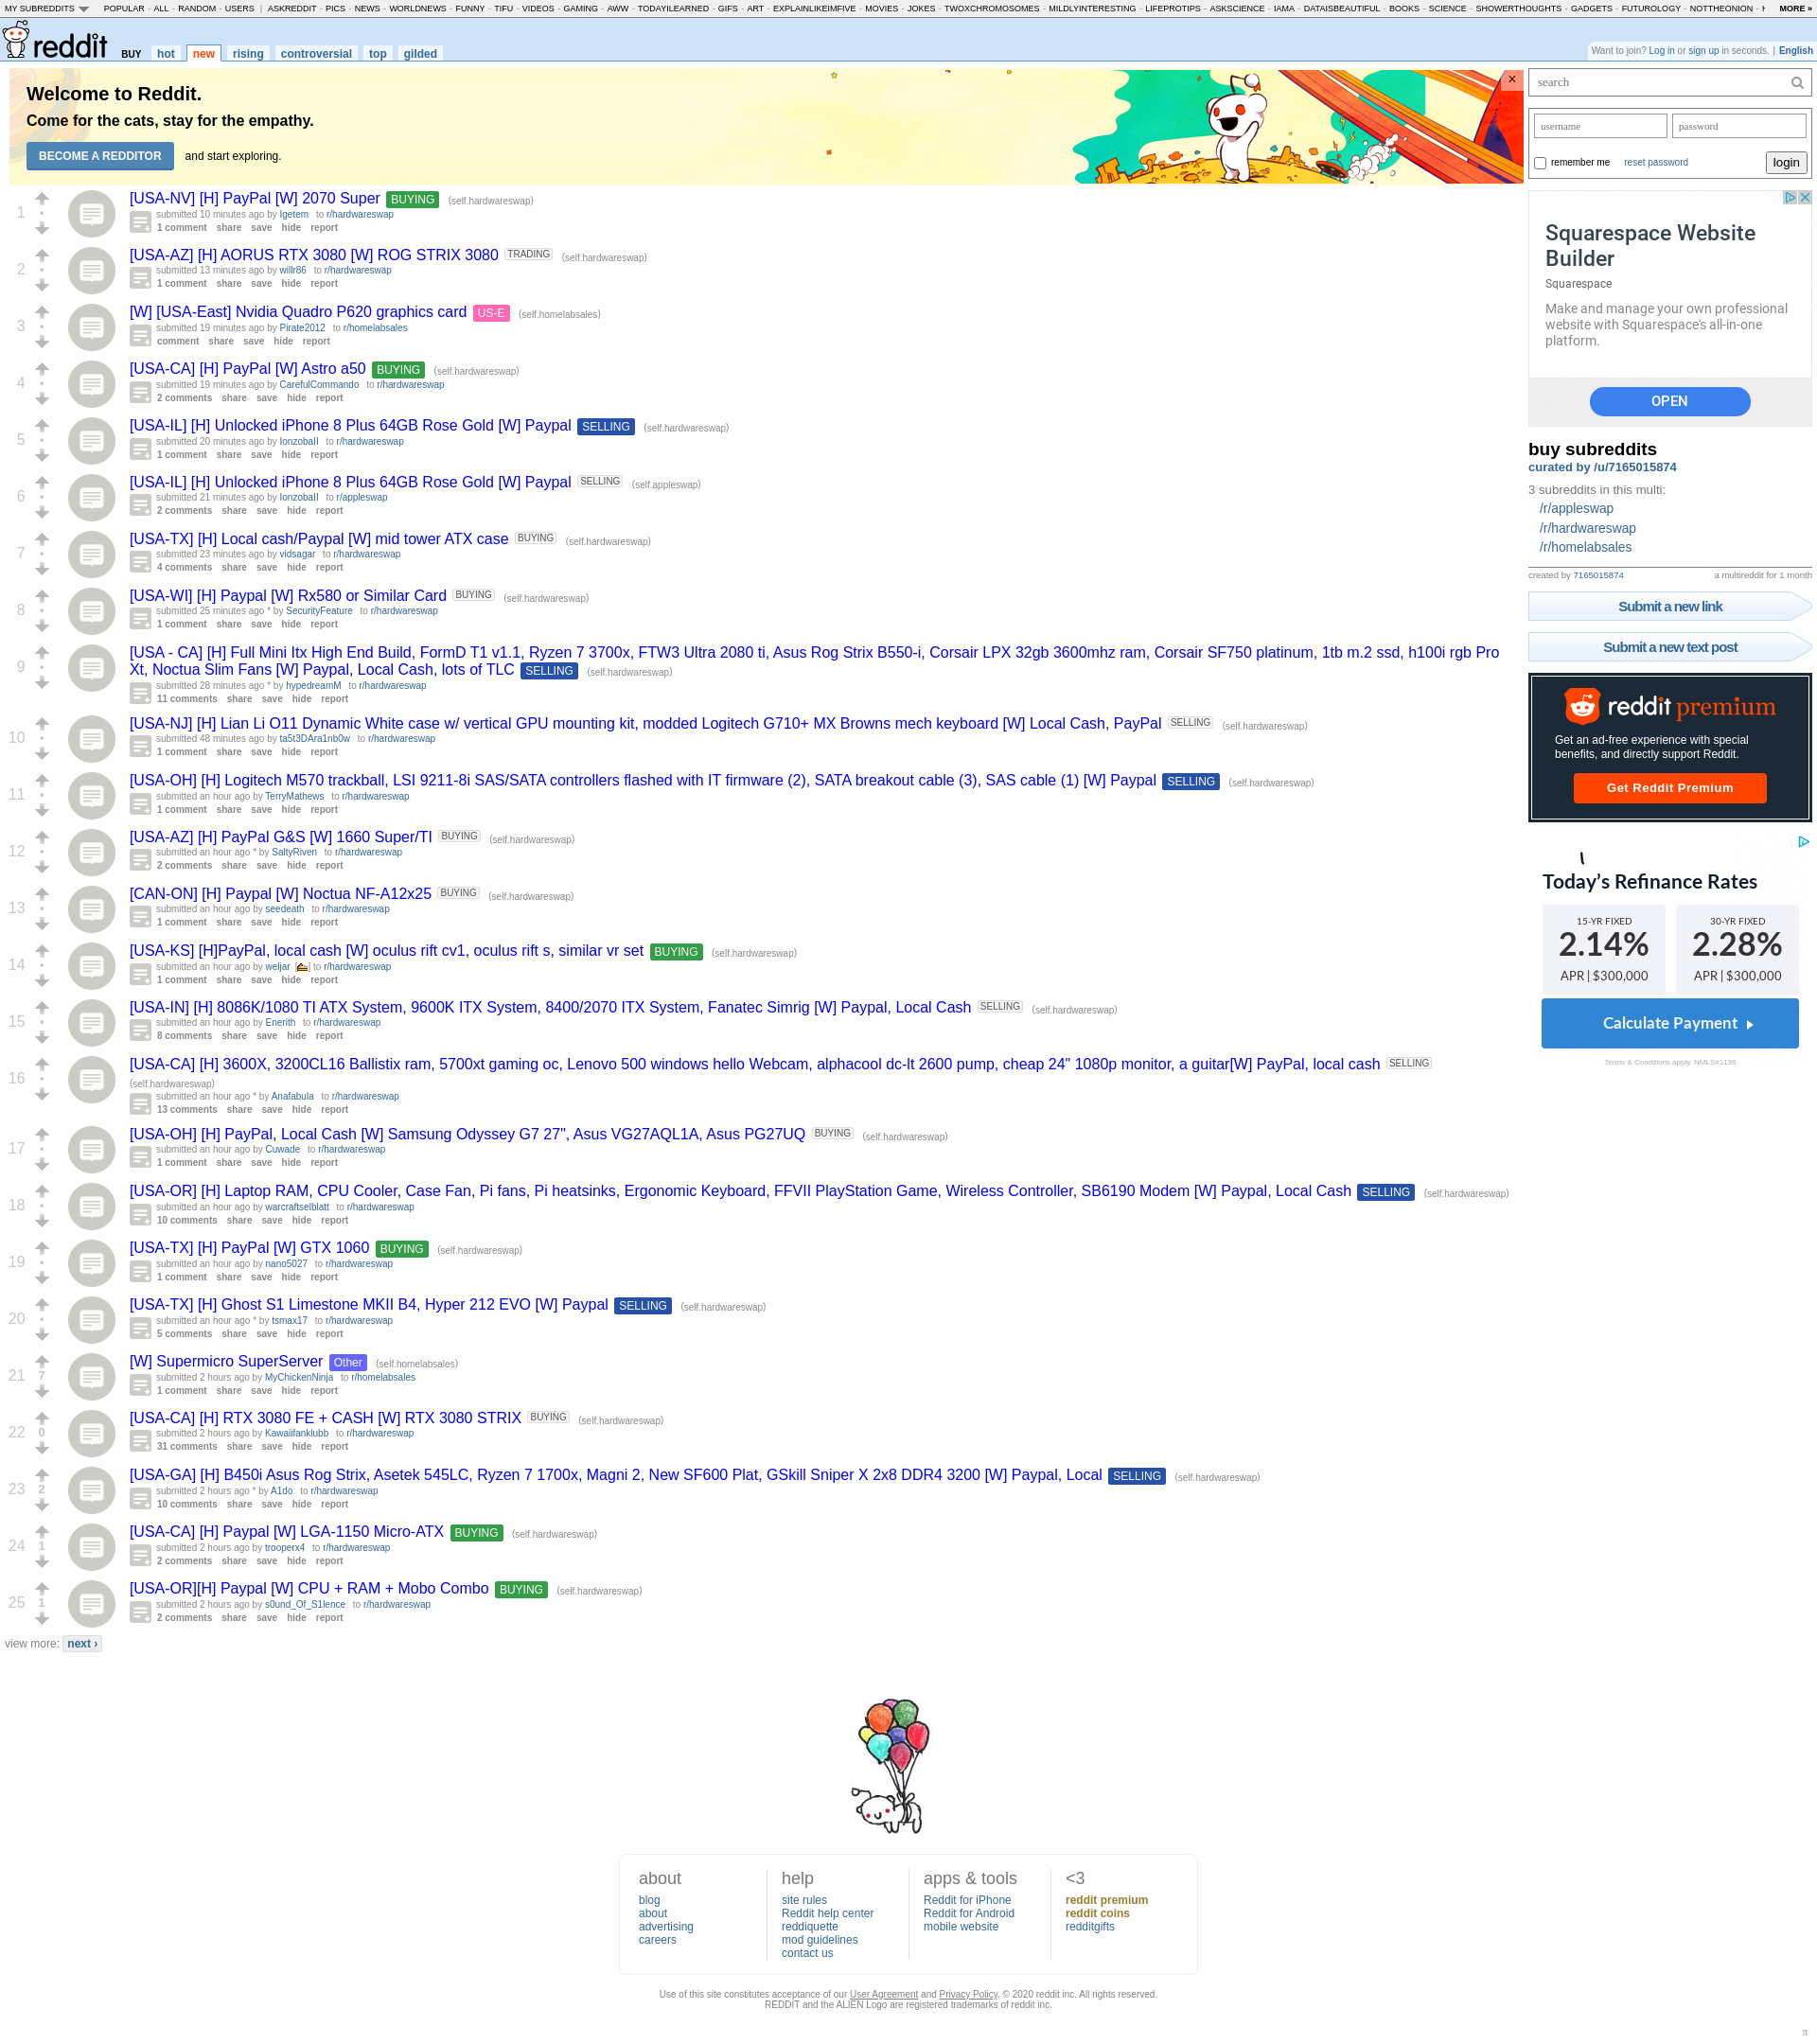 MY SUBREDDITS POPULAR - ALL - RANDOM - USERS | ASKREDDIT - PICS - NEWS - WORLDNEWS - FUNNY - TIFU - VIDEOS - GAMING - AWW - TODAYILEARNED - GIFS - ART - EXPLAINLIKEIMFIVE - MOVIES - JOKES - TWOXCHROMOSOMES - MILDLYINTERESTING - LIFEPROTIPS - ASKSCIENCE - IAMA - DATAISBEAUTIFUL - BOOKS - SCIENCE - SHOWERTHOUGHTS - GADGETS - FUTUROLOGY - NOTTHEONION - MORE »
reddit BUY hot new rising controversial top gilded
Want to join? Log in or sign up in seconds. | English
Welcome to Reddit.
Come for the cats, stay for the empathy.
BECOME A REDDITOR and start exploring.
1 [USA-NV] [H] PayPal [W] 2070 Super BUYING (self.hardwareswap)
submitted 10 minutes ago by lgetem to r/hardwareswap
1 comment share save hide report
2 [USA-AZ] [H] AORUS RTX 3080 [W] ROG STRIX 3080 TRADING (self.hardwareswap)
submitted 13 minutes ago by willr86 to r/hardwareswap
1 comment share save hide report
3 [W] [USA-East] Nvidia Quadro P620 graphics card US-E (self.homelabsales)
submitted 19 minutes ago by Pirate2012 to r/homelabsales
comment share save hide report
4 [USA-CA] [H] PayPal [W] Astro a50 BUYING (self.hardwareswap)
submitted 19 minutes ago by CarefulCommando to r/hardwareswap
2 comments share save hide report
5 [USA-IL] [H] Unlocked iPhone 8 Plus 64GB Rose Gold [W] Paypal SELLING (self.hardwareswap)
submitted 20 minutes ago by lonzoball to r/hardwareswap
1 comment share save hide report
6 [USA-IL] [H] Unlocked iPhone 8 Plus 64GB Rose Gold [W] Paypal SELLING (self.appleswap)
submitted 21 minutes ago by lonzoball to r/appleswap
2 comments share save hide report
7 [USA-TX] [H] Local cash/Paypal [W] mid tower ATX case BUYING (self.hardwareswap)
submitted 23 minutes ago by vidsagar to r/hardwareswap
4 comments share save hide report
8 [USA-WI] [H] Paypal [W] Rx580 or Similar Card BUYING (self.hardwareswap)
submitted 25 minutes ago * by SecurityFeature to r/hardwareswap
1 comment share save hide report
9 [USA - CA] [H] Full Mini Itx High End Build, FormD T1 v1.1, Ryzen 7 3700x, FTW3 Ultra 2080 ti, Asus Rog Strix B550-i, Corsair LPX 32gb 3600mhz ram, Corsair SF750 platinum, 1tb m.2 ssd, h100i rgb Pro
Xt, Noctua Slim Fans [W] Paypal, Local Cash, lots of TLC SELLING (self.hardwareswap)
submitted 28 minutes ago * by hypedreamM to r/hardwareswap
11 comments share save hide report
10 [USA-NJ] [H] Lian Li O11 Dynamic White case w/ vertical GPU mounting kit, modded Logitech G710+ MX Browns mech keyboard [W] Local Cash, PayPal SELLING (self.hardwareswap)
submitted 48 minutes ago by ta5t3DAra1nb0w to r/hardwareswap
1 comment share save hide report
11 [USA-OH] [H] Logitech M570 trackball, LSI 9211-8i SAS/SATA controllers flashed with IT firmware (2), SATA breakout cable (3), SAS cable (1) [W] Paypal SELLING (self.hardwareswap)
submitted an hour ago by TerryMathews to r/hardwareswap
1 comment share save hide report
12 [USA-AZ] [H] PayPal G&S [W] 1660 Super/TI BUYING (self.hardwareswap)
submitted an hour ago * by SaltyRiven to r/hardwareswap
2 comments share save hide report
13 [CAN-ON] [H] Paypal [W] Noctua NF-A12x25 BUYING (self.hardwareswap)
submitted an hour ago by seedeath to r/hardwareswap
1 comment share save hide report
14 [USA-KS] [H]PayPal, local cash [W] oculus rift cv1, oculus rift s, similar vr set BUYING (self.hardwareswap)
submitted an hour ago by weljar [] to r/hardwareswap
1 comment share save hide report
15 [USA-IN] [H] 8086K/1080 TI ATX System, 9600K ITX System, 8400/2070 ITX System, Fanatec Simrig [W] Paypal, Local Cash SELLING (self.hardwareswap)
submitted an hour ago by Enerith to r/hardwareswap
8 comments share save hide report
16 [USA-CA] [H] 3600X, 3200CL16 Ballistix ram, 5700xt gaming oc, Lenovo 500 windows hello Webcam, alphacool dc-lt 2600 pump, cheap 24" 1080p monitor, a guitar[W] PayPal, local cash SELLING
(self.hardwareswap)
submitted an hour ago * by Anafabula to r/hardwareswap
13 comments share save hide report
17 [USA-OH] [H] PayPal, Local Cash [W] Samsung Odyssey G7 27", Asus VG27AQL1A, Asus PG27UQ BUYING (self.hardwareswap)
submitted an hour ago by Cuwade to r/hardwareswap
1 comment share save hide report
18 [USA-OR] [H] Laptop RAM, CPU Cooler, Case Fan, Pi fans, Pi heatsinks, Ergonomic Keyboard, FFVII PlayStation Game, Wireless Controller, SB6190 Modem [W] Paypal, Local Cash SELLING (self.hardwareswap)
submitted an hour ago by warcraftselblatt to r/hardwareswap
10 comments share save hide report
19 [USA-TX] [H] PayPal [W] GTX 1060 BUYING (self.hardwareswap)
submitted an hour ago by nano5027 to r/hardwareswap
1 comment share save hide report
20 [USA-TX] [H] Ghost S1 Limestone MKII B4, Hyper 212 EVO [W] Paypal SELLING (self.hardwareswap)
submitted an hour ago * by tsmax17 to r/hardwareswap
5 comments share save hide report
21 7 [W] Supermicro SuperServer Other (self.homelabsales)
submitted 2 hours ago by MyChickenNinja to r/homelabsales
1 comment share save hide report
22 0 [USA-CA] [H] RTX 3080 FE + CASH [W] RTX 3080 STRIX BUYING (self.hardwareswap)
submitted 2 hours ago by Kawaiifanklubb to r/hardwareswap
31 comments share save hide report
23 2 [USA-GA] [H] B450i Asus Rog Strix, Asetek 545LC, Ryzen 7 1700x, Magni 2, New SF600 Plat, GSkill Sniper X 2x8 DDR4 3200 [W] Paypal, Local SELLING (self.hardwareswap)
submitted 2 hours ago * by A1do to r/hardwareswap
10 comments share save hide report
24 1 [USA-CA] [H] Paypal [W] LGA-1150 Micro-ATX BUYING (self.hardwareswap)
submitted 2 hours ago by trooperx4 to r/hardwareswap
2 comments share save hide report
25 1 [USA-OR][H] Paypal [W] CPU + RAM + Mobo Combo BUYING (self.hardwareswap)
submitted 2 hours ago by s0und_Of_S1lence to r/hardwareswap
2 comments share save hide report
view more: next ›
search
username password
remember me reset password login
Squarespace Website
Builder
Squarespace
Make and manage your own professional
website with Squarespace's all-in-one
platform.
OPEN
buy subreddits
curated by /u/7165015874
3 subreddits in this multi:
/r/appleswap
/r/hardwareswap
/r/homelabsales
created by 7165015874 a multireddit for 1 month
Submit a new link
Submit a new text post
reddit premium
Get an ad-free experience with special
benefits, and directly support Reddit.
Get Reddit Premium
Today's Refinance Rates
15-YR FIXED 30-YR FIXED
2.14% 2.28%
APR | $300,000 APR | $300,000
Calculate Payment
Terms & Conditions apply. NMLS#1136
about help apps & tools <3
blog site rules Reddit for iPhone reddit premium
about Reddit help center Reddit for Android reddit coins
advertising reddiquette mobile website redditgifts
careers mod guidelines
contact us
Use of this site constitutes acceptance of our User Agreement and Privacy Policy. © 2020 reddit inc. All rights reserved.
REDDIT and the ALIEN Logo are registered trademarks of reddit inc.
π